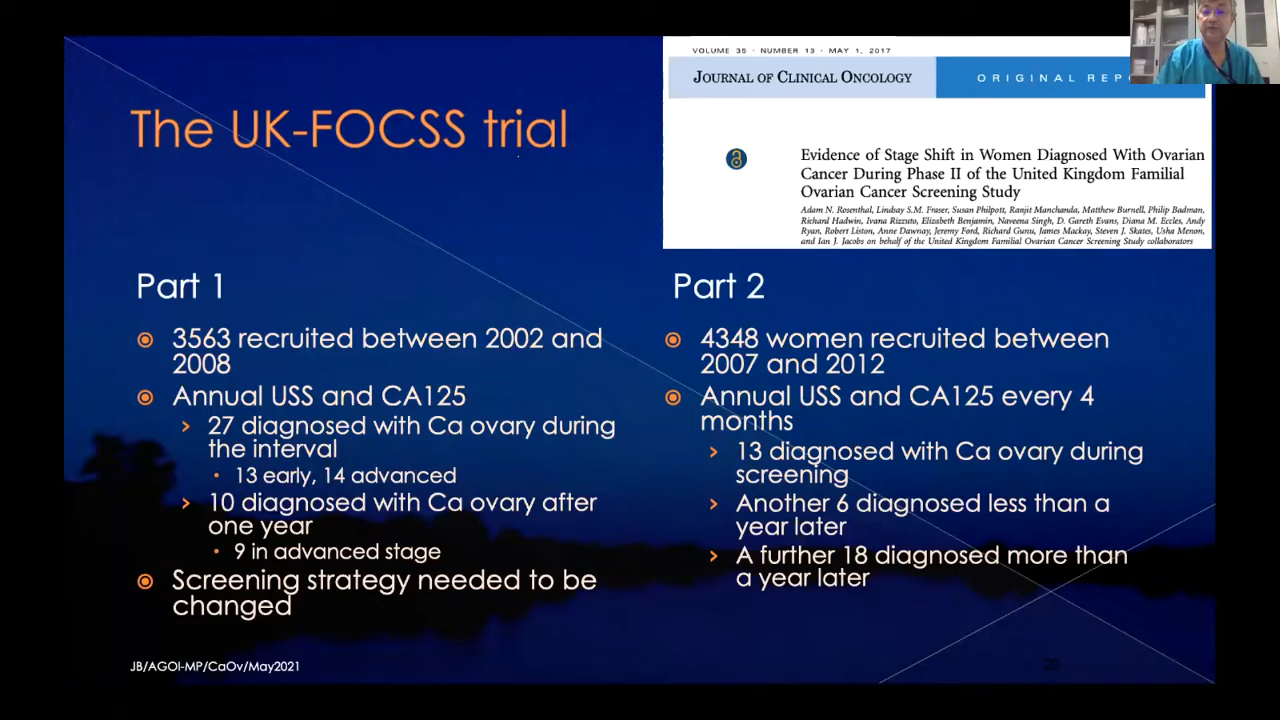 The UK-FOCSS trial
VOLUME 35 · NUMBER 13 · MAY 1, 2017
JOURNAL OF CLINICAL ONCOLOGY
ORIGINAL
Evidence of Stage Shift in Women Diagnosed With Ovarian
Cancer During Phase II of the United Kingdom Familial
Ovarian Cancer Screening Study
Adam N. Rosenthal, Lindsay S.M. Fraser, Susan Philpott, Ranjit Manchanda, Matthew Burnell, Philip Badman,
Richard Hadwin, Ivana Rizzuto, Elizabeth Benjamin, Naveena Singh, D. Gareth Evans, Diana M. Eccles, Andy
Ryan, Robert Liston, Anne Dawnay, Jeremy Ford, Richard Gunu, James Mackay, Steven J. Skates, Usha Menon,
and Ian J. Jacobs on behalf of the United Kingdom Familial Ovarian Cancer Screening Study collaborators
Part 1
3563 recruited between 2002 and
2008
Annual USS and CA125
27 diagnosed with Ca ovary during
the interval
13 early, 14 advanced
10 diagnosed with Ca ovary after
one year
9 in advanced stage
Screening strategy needed to be
changed
Part 2
4348 women recruited between
2007 and 2012
Annual USS and CA125 every 4
months
13 diagnosed with Ca ovary during
screening
Another 6 diagnosed less than a
year later
A further 18 diagnosed more than
a year later
JB/AGOI-MP/CaOv/May2021
20